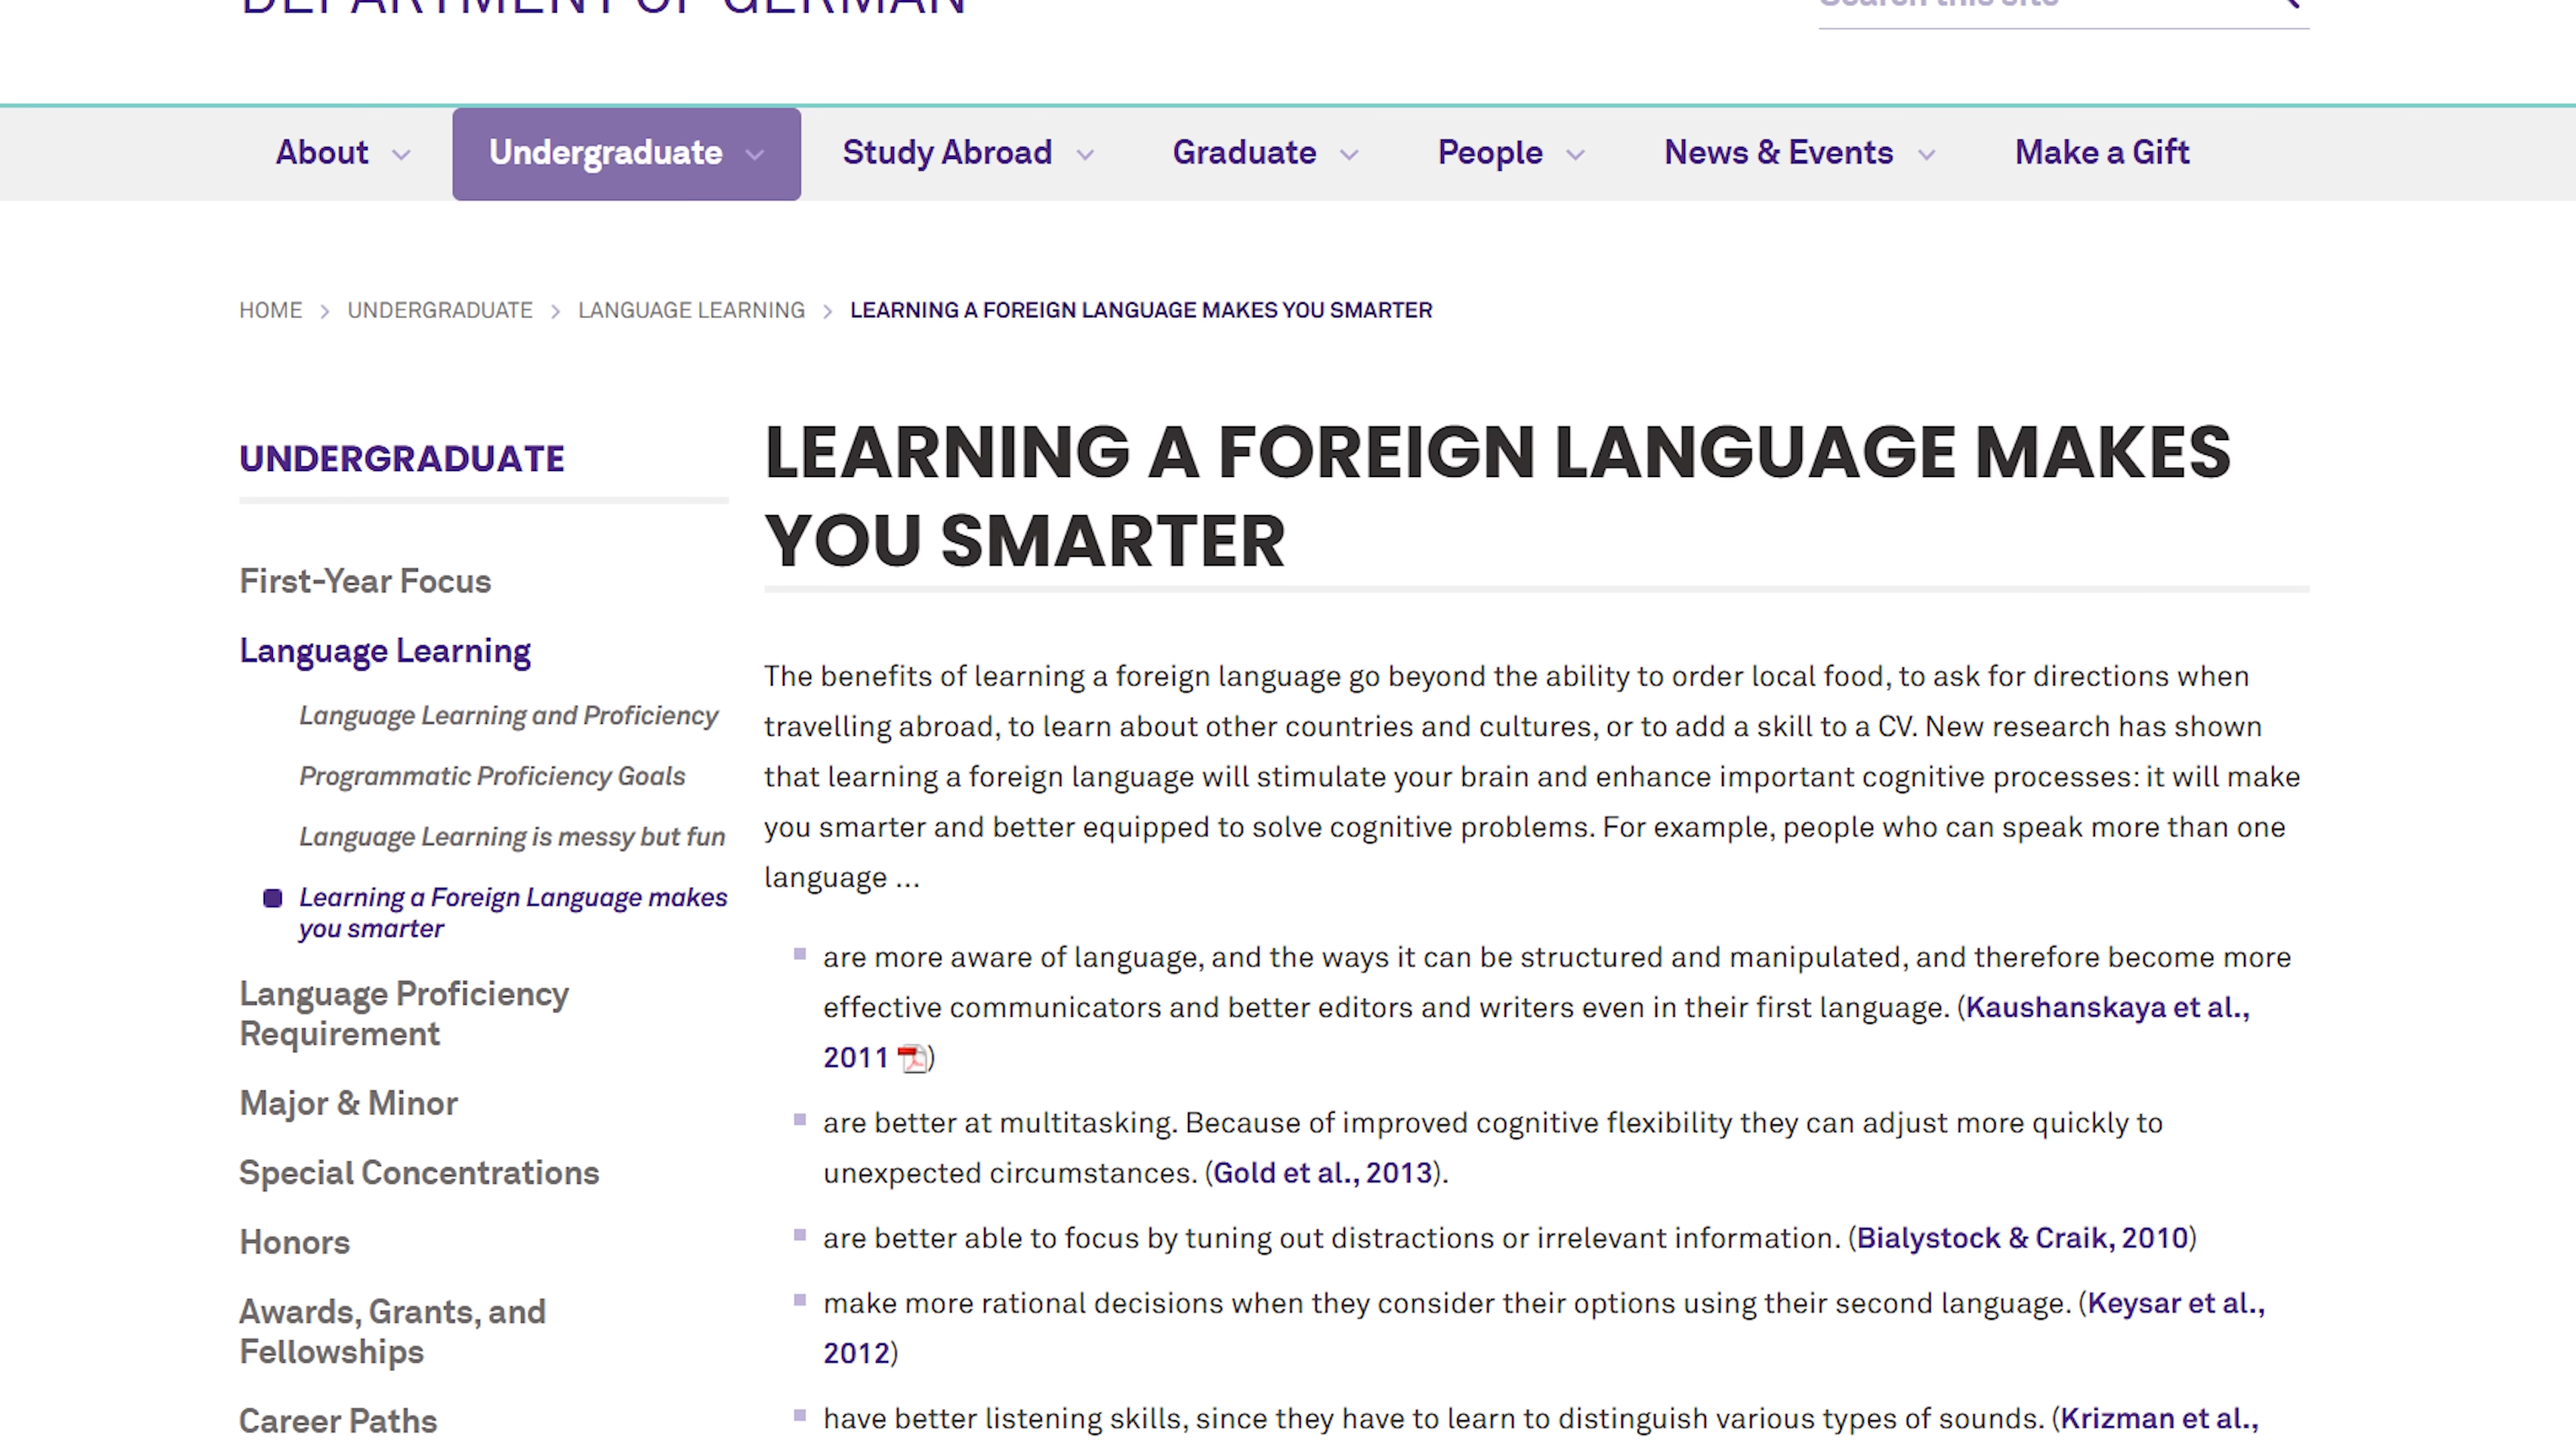 DEPARTMENT OF GERMAN
Search this site
About
Undergraduate
Study Abroad
Graduate
People
News & Events
Make a Gift
HOME > UNDERGRADUATE > LANGUAGE LEARNING > LEARNING A FOREIGN LANGUAGE MAKES YOU SMARTER
UNDERGRADUATE
First-Year Focus
Language Learning
Language Learning and Proficiency
Programmatic Proficiency Goals
Language Learning is messy but fun
Learning a Foreign Language makes
you smarter
Language Proficiency
Requirement
Major & Minor
Special Concentrations
Honors
Awards, Grants, and
Fellowships
Career Paths
LEARNING A FOREIGN LANGUAGE MAKES
YOU SMARTER
The benefits of learning a foreign language go beyond the ability to order local food, to ask for directions when
travelling abroad, to learn about other countries and cultures, or to add a skill to a CV. New research has shown
that learning a foreign language will stimulate your brain and enhance important cognitive processes: it will make
you smarter and better equipped to solve cognitive problems. For example, people who can speak more than one
language ...
are more aware of language, and the ways it can be structured and manipulated, and therefore become more
effective communicators and better editors and writers even in their first language. (Kaushanskaya et al.,
2011)
are better at multitasking. Because of improved cognitive flexibility they can adjust more quickly to
unexpected circumstances. (Gold et al., 2013).
are better able to focus by tuning out distractions or irrelevant information. (Bialystock & Craik, 2010)
make more rational decisions when they consider their options using their second language. (Keysar et al.,
2012)
have better listening skills, since they have to learn to distinguish various types of sounds. (Krizman et al.,